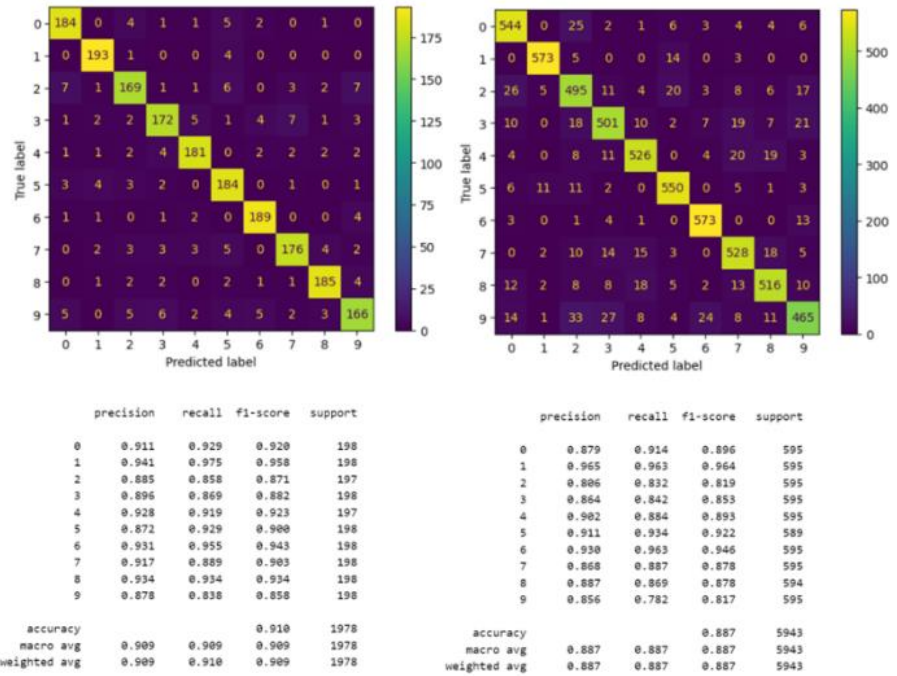 0 184 0 4 1 1 5 2 0 1 0
1 0 193 1 0 0 4 0 0 0 0
2 7 1 169 1 1 6 0 3 2 7
3 1 2 2 172 5 1 4 7 1 3
4 1 1 2 4 181 0 2 2 2 2
5 3 4 3 2 0 184 0 1 0 1
6 1 1 0 1 2 0 189 0 0 4
7 0 2 3 3 3 5 0 176 4 2
8 0 1 2 2 0 2 1 1 185 4
9 5 0 5 6 2 4 5 2 3 166
0 1 2 3 4 5 6 7 8 9
Predicted label
True label
175
150
125
100
75
50
25
0
0 544 0 25 2 1 6 3 4 4 6
1 0 573 5 0 0 14 0 3 0 0
2 26 5 495 11 4 20 3 8 6 17
3 10 0 18 501 10 2 7 19 7 21
4 4 0 8 11 526 0 4 20 19 3
5 6 11 11 2 0 550 0 5 1 3
6 3 0 1 4 1 0 573 0 0 13
7 0 2 10 14 15 3 0 528 18 5
8 12 2 8 8 18 5 2 13 516 10
9 14 1 33 27 8 4 24 8 11 465
0 1 2 3 4 5 6 7 8 9
Predicted label
True label
500
400
300
200
100
0
precision recall f1-score support
0 0.911 0.929 0.920 198
1 0.941 0.975 0.958 198
2 0.885 0.858 0.871 197
3 0.896 0.869 0.882 198
4 0.928 0.919 0.923 197
5 0.872 0.929 0.900 198
6 0.931 0.955 0.943 198
7 0.917 0.889 0.903 198
8 0.934 0.934 0.934 198
9 0.878 0.838 0.858 198
accuracy 0.910 1978
macro avg 0.909 0.909 0.909 1978
weighted avg 0.909 0.910 0.909 1978
precision recall f1-score support
0 0.879 0.914 0.896 595
1 0.965 0.963 0.964 595
2 0.806 0.832 0.819 595
3 0.864 0.842 0.853 595
4 0.902 0.884 0.893 595
5 0.911 0.934 0.922 589
6 0.930 0.963 0.946 595
7 0.868 0.887 0.878 595
8 0.887 0.869 0.878 594
9 0.856 0.782 0.817 595
accuracy 0.887 5943
macro avg 0.887 0.887 0.887 5943
weighted avg 0.887 0.887 0.887 5943